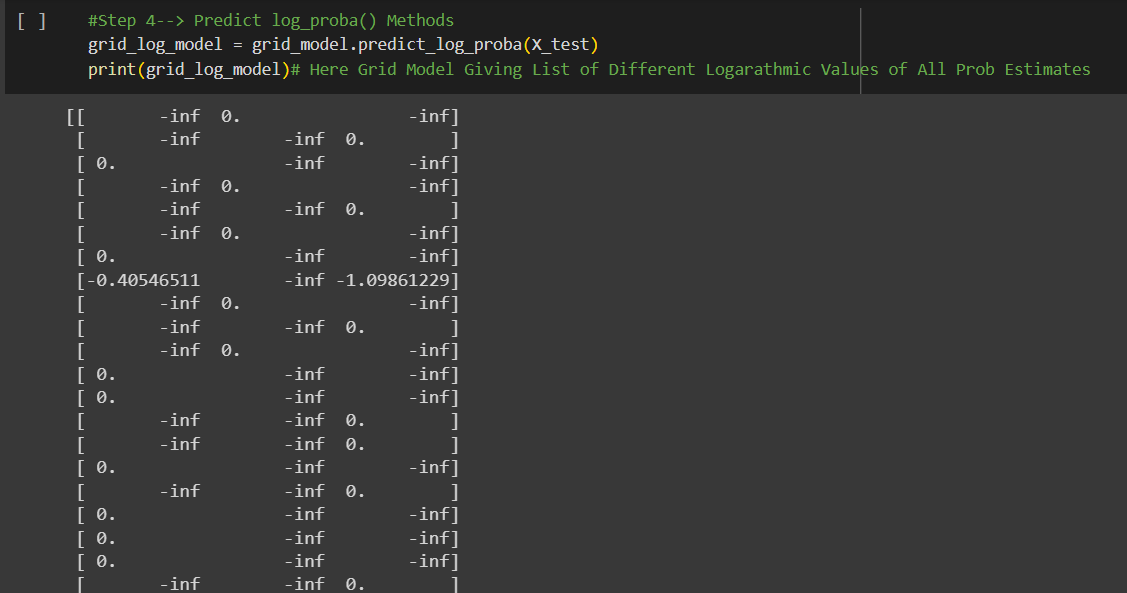 [ ] #Step 4--> Predict log_proba() Methods
grid_log_model = grid_model.predict_log_proba(X_test)
print(grid_log_model)# Here Grid Model Giving List of Different Logarathmic Values of All Prob Estimates
[[       -inf  0.                -inf]
 [       -inf        -inf  0.        ]
 [ 0.                -inf        -inf]
 [       -inf  0.                -inf]
 [       -inf        -inf  0.        ]
 [       -inf  0.                -inf]
 [ 0.                -inf        -inf]
 [-0.40546511        -inf -1.09861229]
 [       -inf  0.                -inf]
 [       -inf        -inf  0.        ]
 [       -inf  0.                -inf]
 [ 0.                -inf        -inf]
 [ 0.                -inf        -inf]
 [       -inf        -inf  0.        ]
 [       -inf        -inf  0.        ]
 [ 0.                -inf        -inf]
 [       -inf        -inf  0.        ]
 [ 0.                -inf        -inf]
 [ 0.                -inf        -inf]
 [ 0.                -inf        -inf]
 [       -inf        -inf  0.        ]